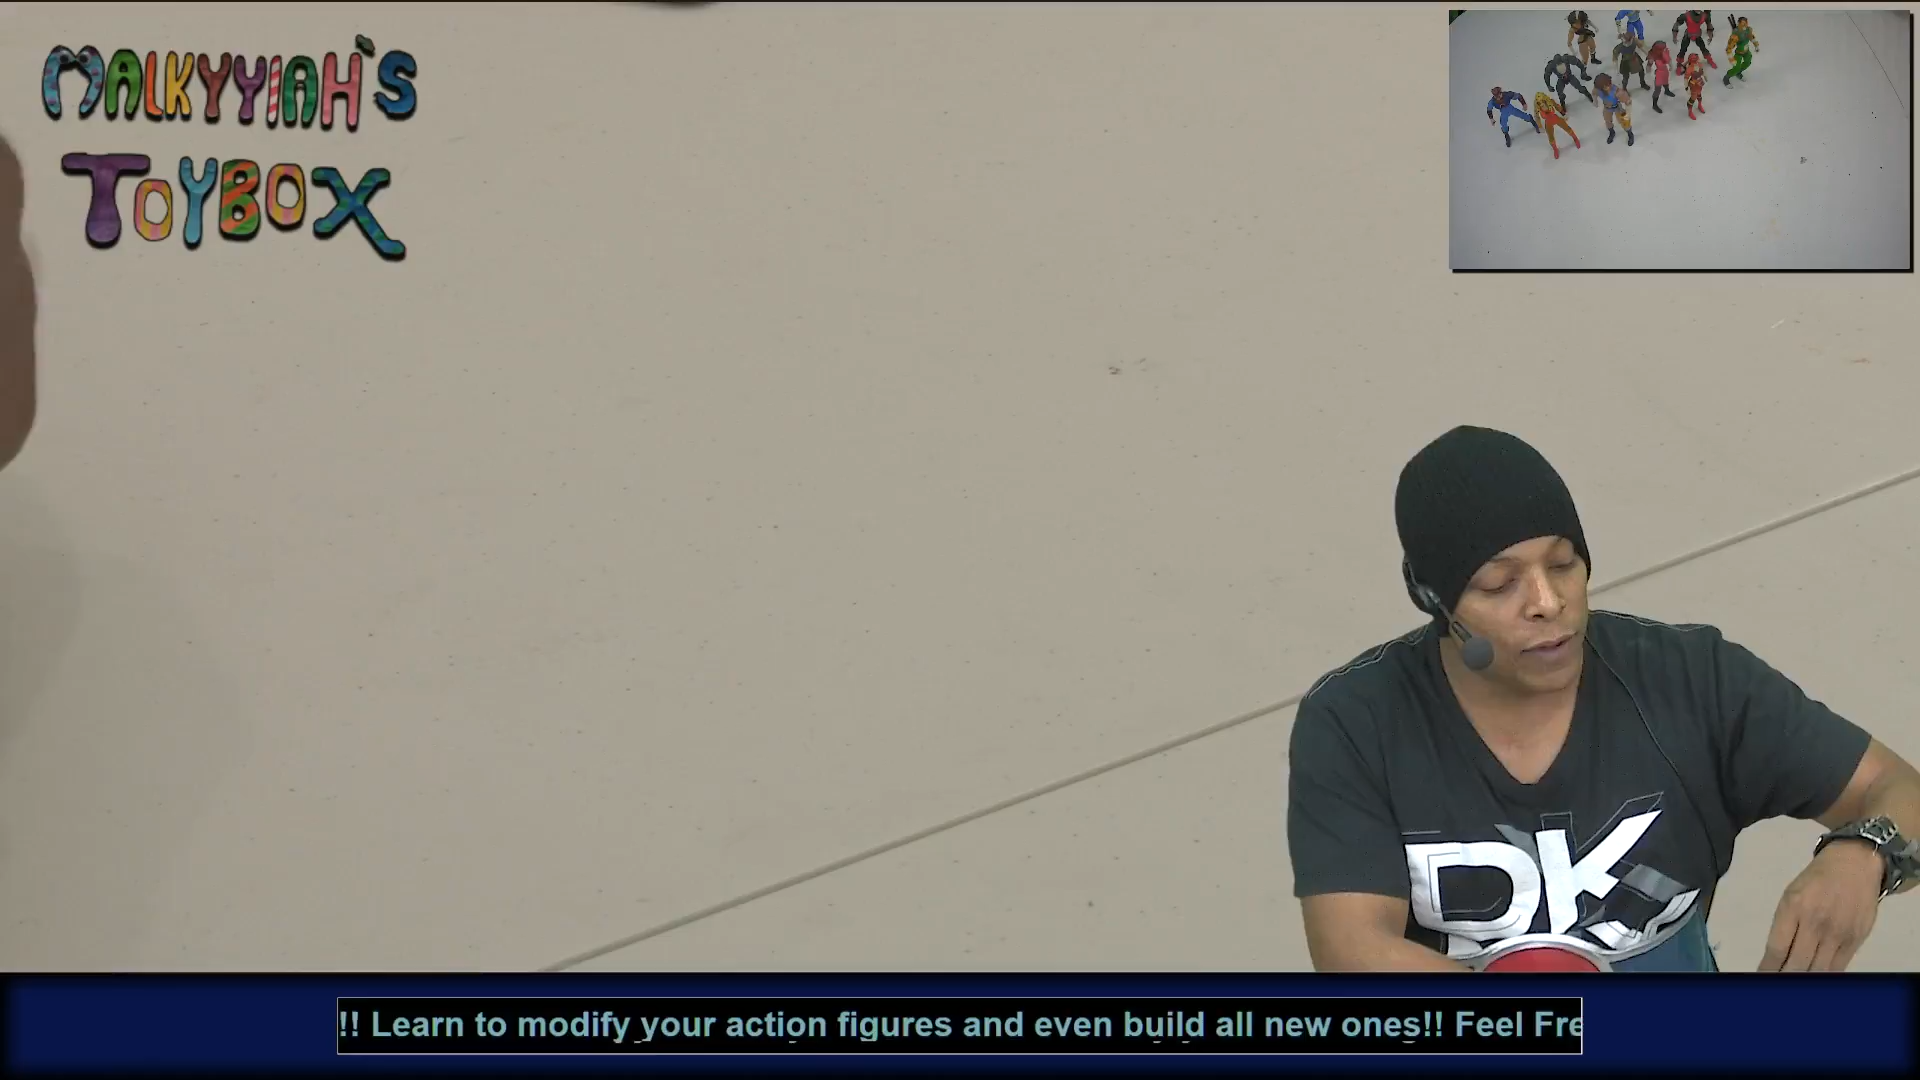 MALKYYIAH'S
TOYBOX
DK
!! Learn to modify your action figures and even build all new ones!! Feel Fre